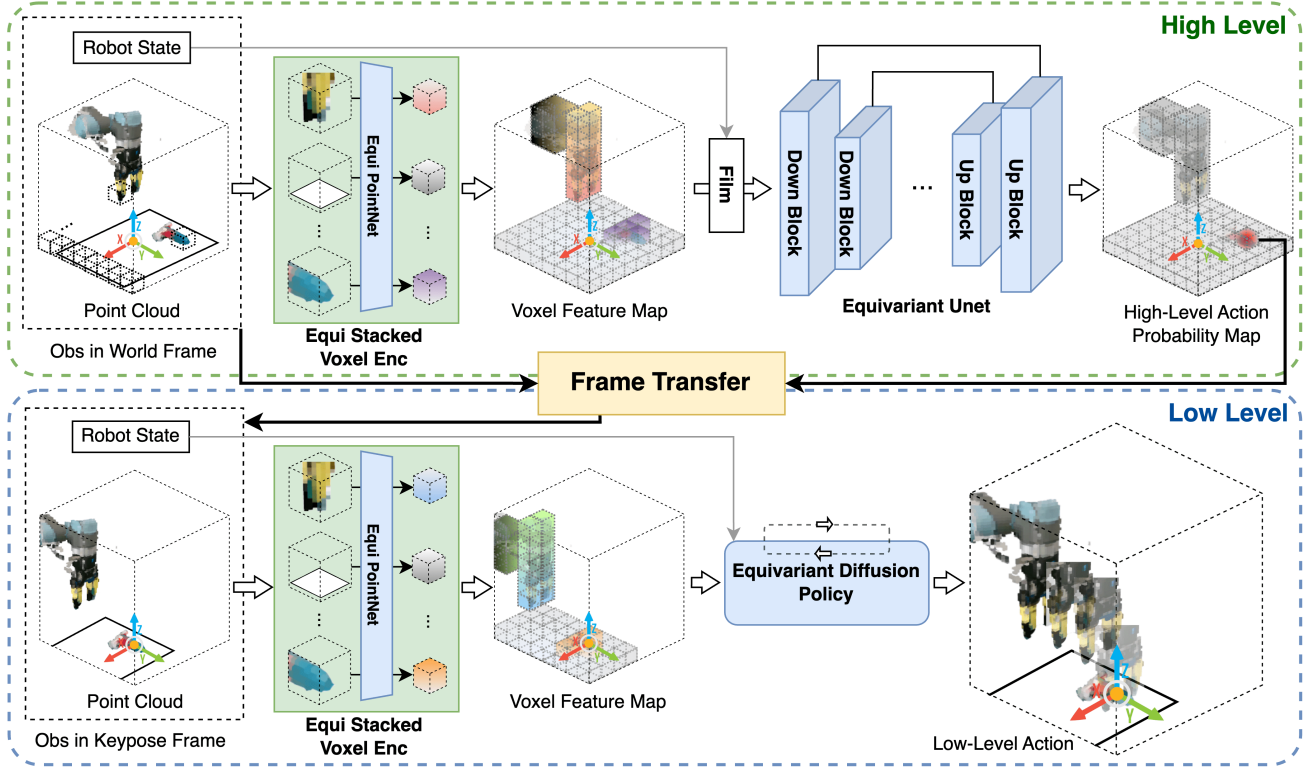 High Level
Robot State
Point Cloud
Obs in World Frame
Equi PointNet
Equi Stacked
Voxel Enc
Voxel Feature Map
Film
Down Block
Down Block
...
Up Block
Up Block
Equivariant Unet
High-Level Action
Probability Map
X
Z
Y
X
Z
Y
X
Z
Y
Frame Transfer
Low Level
Robot State
Point Cloud
Obs in Keypose Frame
Equi PointNet
Equi Stacked
Voxel Enc
Voxel Feature Map
Equivariant Diffusion
Policy
Low-Level Action
X
Z
Y
X
Z
Y
X
Z
Y